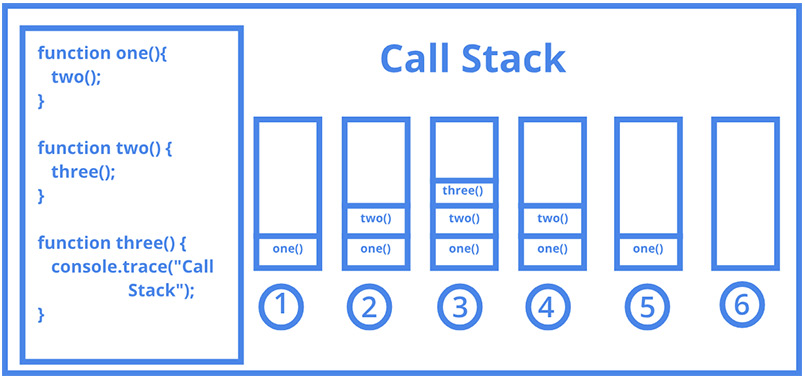 function one(){
two();
}
function two() {
three();
}
function three() {
console.trace("Call
Stack");
}
Call Stack
one()
two()
one()
three()
two()
one()
two()
one()
one()
1
2
3
4
5
6